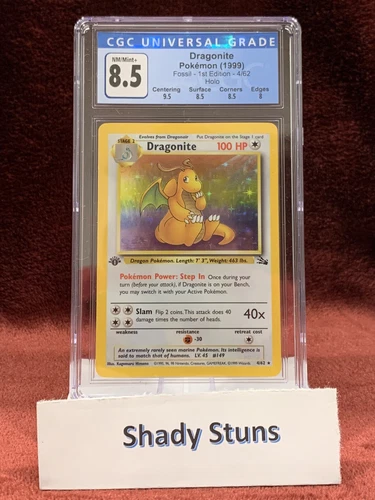 CGC UNIVERSAL GRADE
NM/Mint+
8.5
Dragonite
Pokémon (1999)
Fossil - 1st Edition - 4/62
Holo
Centering Surface Corners Edges
9.5 8.5 8.5 8
STAGE 2
Evolves from Dragonair Put Dragonite on the Stage 1 card
Dragonite 100 HP
Dragon Pokémon. Length: 7' 3", Weight: 463 lbs.
Pokémon Power: Step In Once during your
turn (before your attack), if Dragonite is on your Bench,
you may switch it with your Active Pokémon.
Slam Flip 2 coins. This attack does 40
damage times the number of heads.
40x
weakness resistance retreat cost
-30
An extremely rarely seen marine Pokémon. Its intelligence is
said to match that of humans. LV. 45 #149
4/62
Shady Stuns